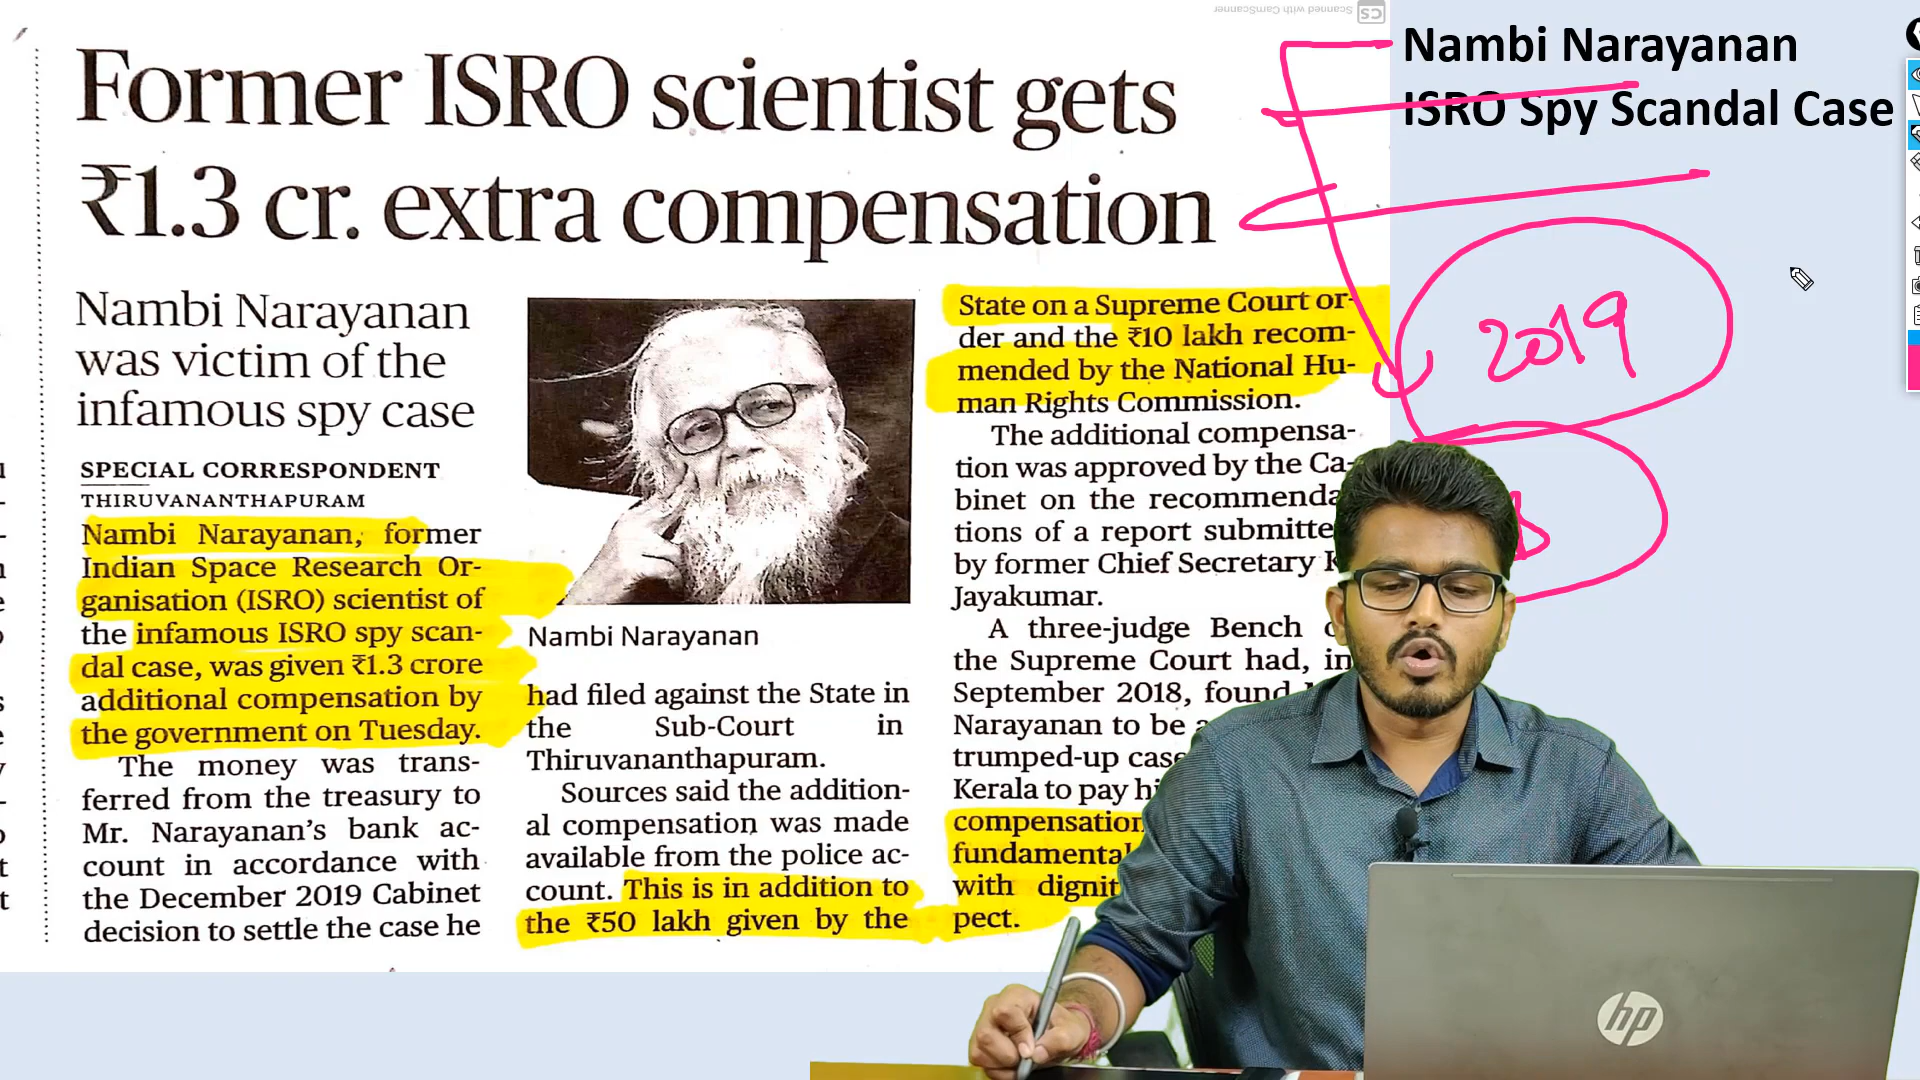 Scanned with CamScanner
CS
Nambi Narayanan
ISRO Spy Scandal Case
Former ISRO scientist gets
₹1.3 cr. extra compensation
Nambi Narayanan
was victim of the
infamous spy case
SPECIAL CORRESPONDENT
THIRUVANANTHAPURAM
Nambi Narayanan, former
Indian Space Research Or-
ganisation (ISRO) scientist of
the infamous ISRO spy scan-
dal case, was given ₹1.3 crore
additional compensation by
the government on Tuesday.
The money was trans-
ferred from the treasury to
Mr. Narayanan's bank ac-
count in accordance with
the December 2019 Cabinet
decision to settle the case he
Nambi Narayanan
had filed against the State in
the Sub-Court in
Thiruvananthapuram.
Sources said the addition-
al compensation was made
available from the police ac-
count. This is in addition to
the ₹50 lakh given by the
State on a Supreme Court or-
der and the ₹10 lakh recom-
mended by the National Hu-
man Rights Commission.
The additional compensa-
tion was approved by the Ca-
binet on the recommenda
tions of a report submitte
by former Chief Secretary K
Jayakumar.
A three-judge Bench
the Supreme Court had, in
September 2018, found
Narayanan to be a
trumped-up case
Kerala to pay hi
compensation
fundamental
with dignit
pect.
2019
hp